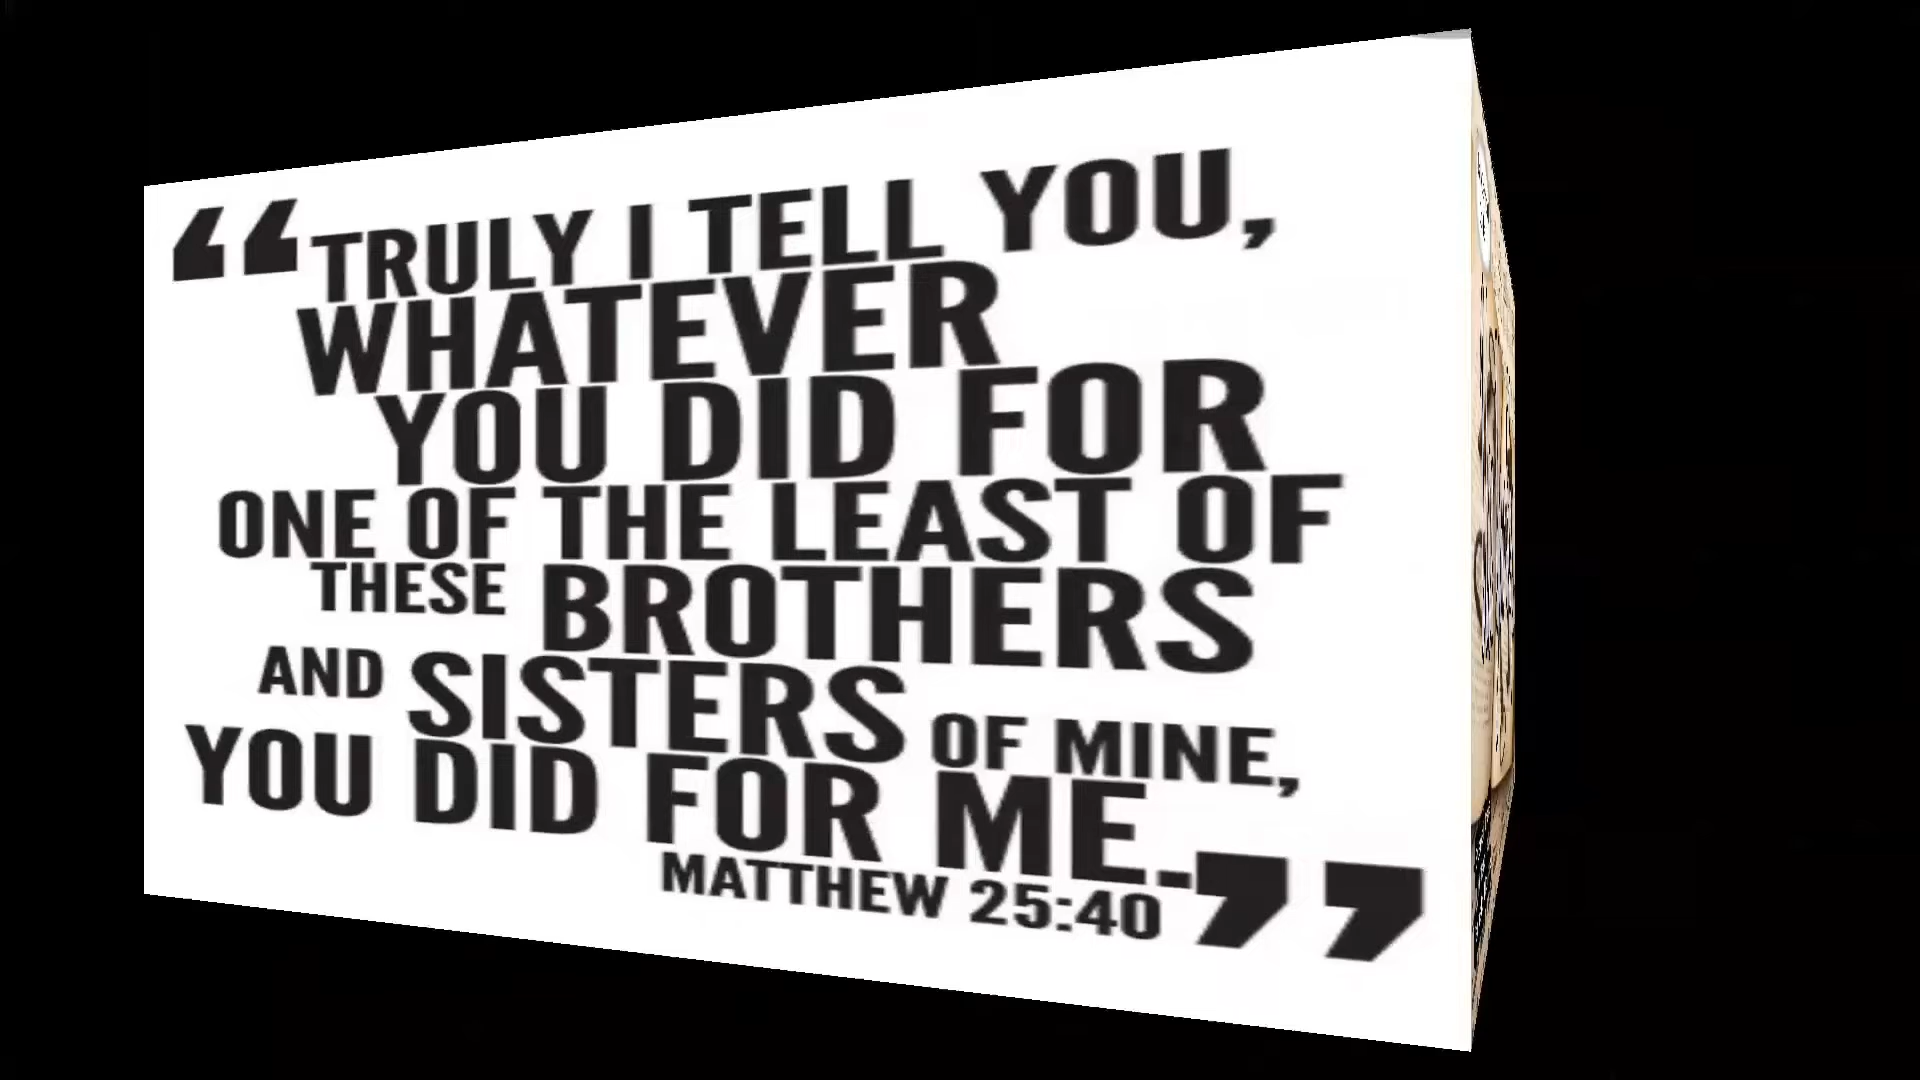 “TRULY I TELL YOU,
WHATEVER
YOU DID FOR
ONE OF THE LEAST OF
THESE BROTHERS
AND SISTERS OF MINE,
YOU DID FOR ME.”
MATTHEW 25:40